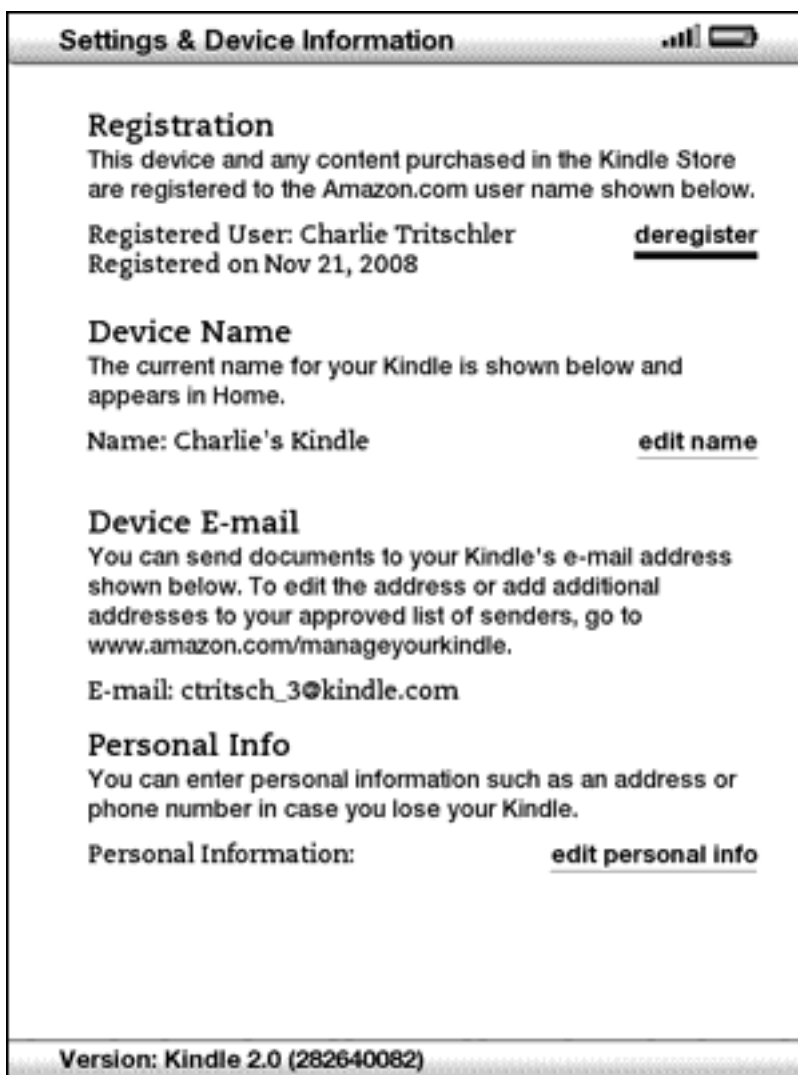 Settings & Device Information
Registration
This device and any content purchased in the Kindle Store
are registered to the Amazon.com user name shown below.
Registered User: Charlie Tritschler deregister
Registered on Nov 21, 2008
Device Name
The current name for your Kindle is shown below and
appears in Home.
Name: Charlie's Kindle edit name
Device E-mail
You can send documents to your Kindle's e-mail address
shown below. To edit the address or add additional
addresses to your approved list of senders, go to
www.amazon.com/manageyourkindle.
E-mail: ctritsch_3@kindle.com
Personal Info
You can enter personal information such as an address or
phone number in case you lose your Kindle.
Personal Information: edit personal info
Version: Kindle 2.0 (282640082)